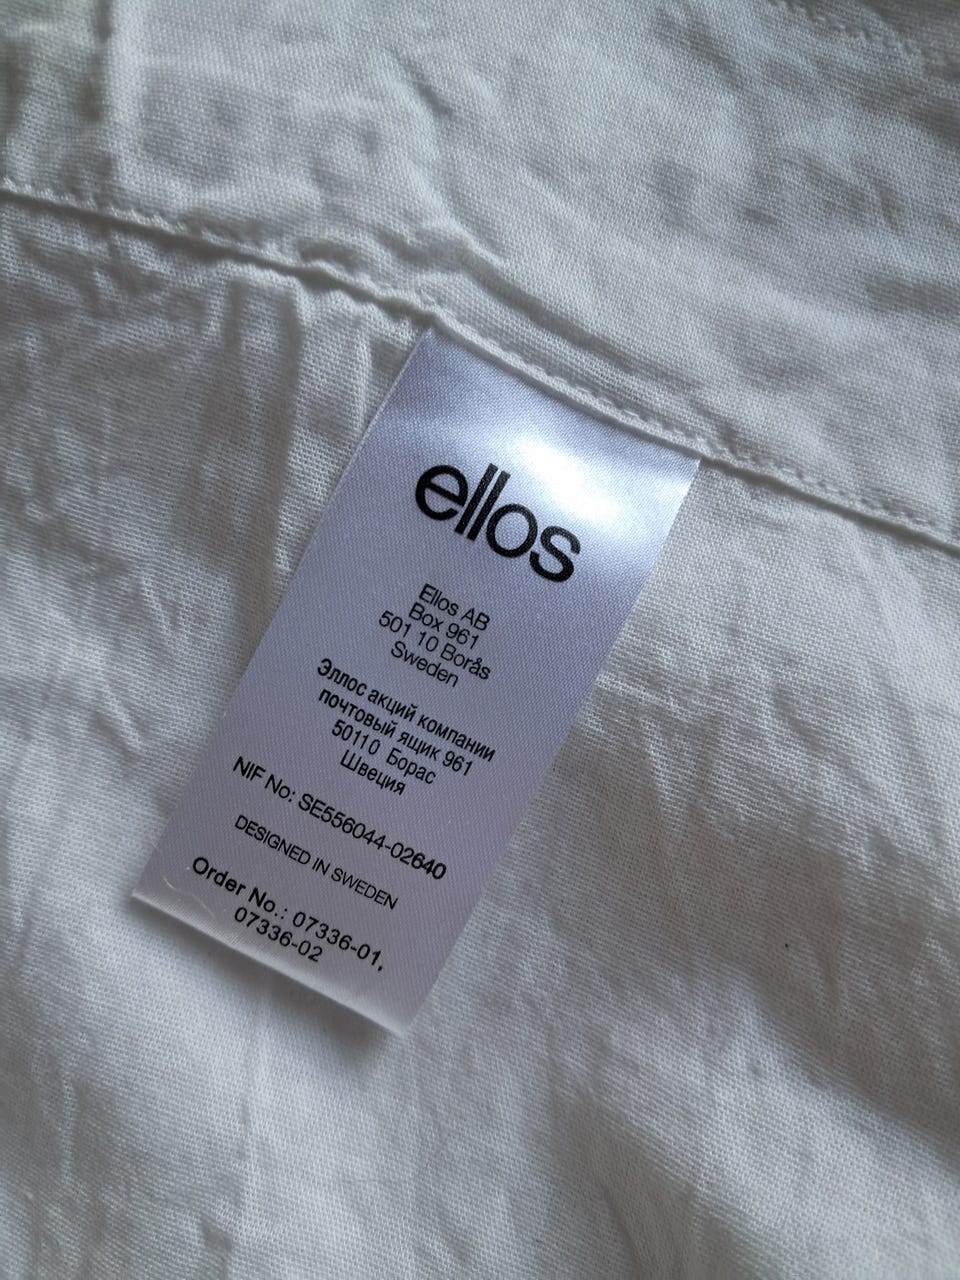 ellos
Ellos AB
Box 961
501 10 Borås
Sweden
Эллос акций компании
почтовый ящик 961
50110 Борас
Швеция
NIF No: SE556044-02640
DESIGNED IN SWEDEN
Order No.: 07336-01,
07336-02